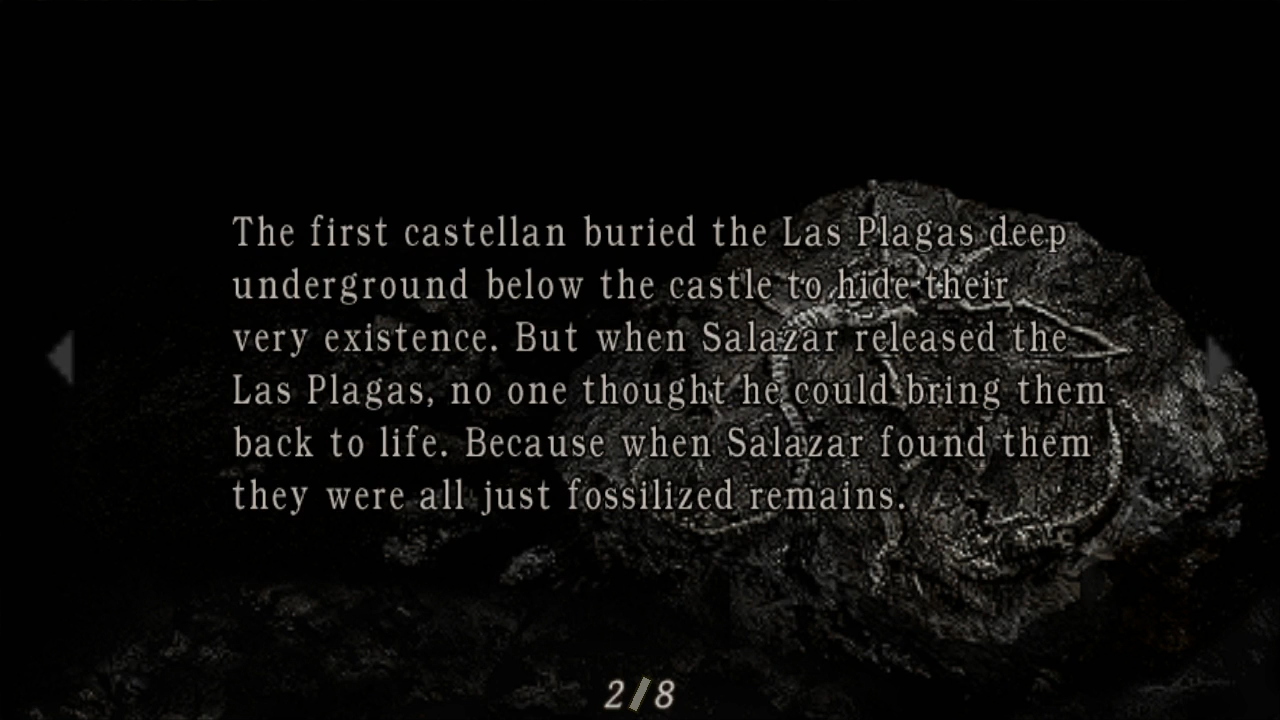 The first castellan buried the Las Plagas deep
underground below the castle to hide their
very existence. But when Salazar released the
Las Plagas, no one thought he could bring them
back to life. Because when Salazar found them
they were all just fossilized remains.
2/8